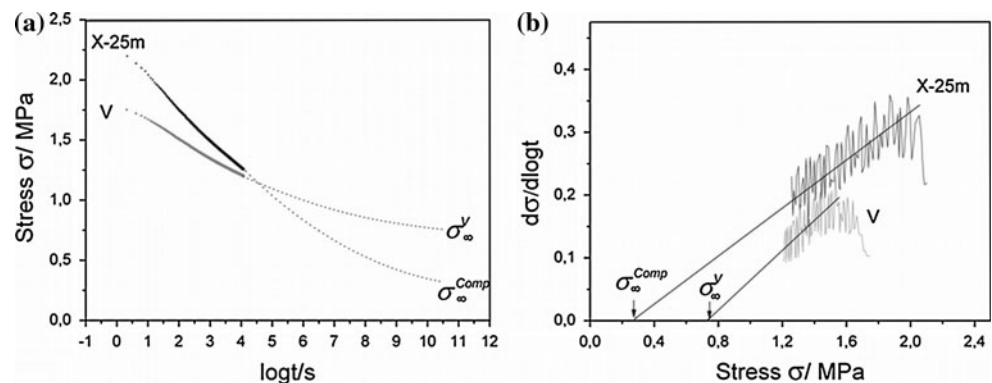 (a)
2,5
2,0
1,5
1,0
0,5
0,0
Stress σ/ MPa
X-25m
V
σ∞^V
σ∞^Comp
-1 0 1 2 3 4 5 6 7 8 9 10 11 12
logt/s
(b)
0,4
0,3
0,2
0,1
0,0
dσ/dlogt
X-25m
V
σ∞^Comp
σ∞^V
0,0 0,4 0,8 1,2 1,6 2,0 2,4
Stress σ/ MPa